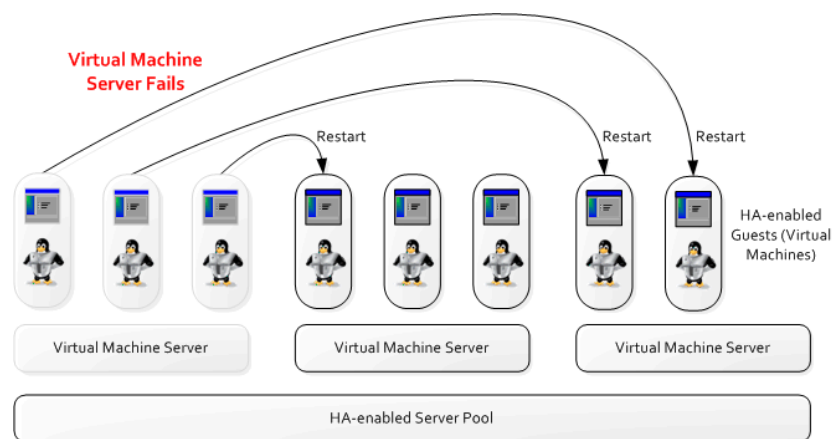 Virtual Machine
Server Fails
Restart
Restart
Restart
HA-enabled
Guests (Virtual
Machines)
Virtual Machine Server
Virtual Machine Server
Virtual Machine Server
HA-enabled Server Pool